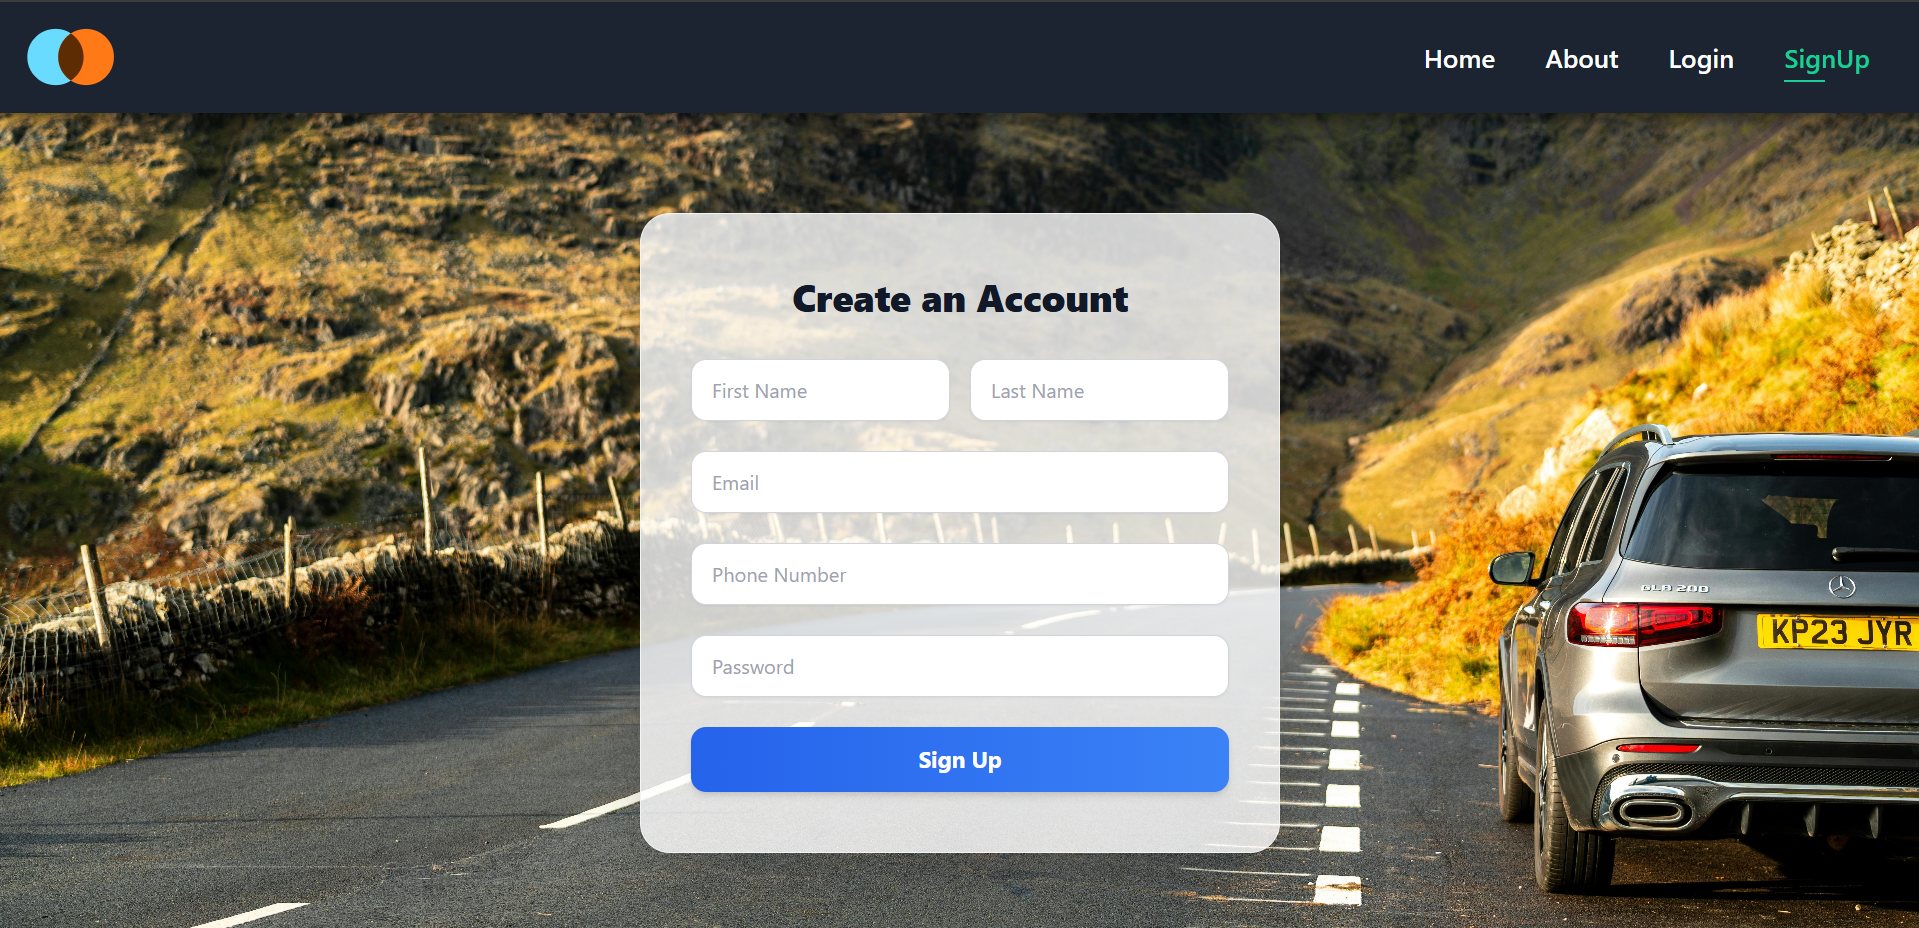 Home About Login SignUp
Create an Account
First Name Last Name
Email
Phone Number
Password
Sign Up
GLB 200
KP23 JYR